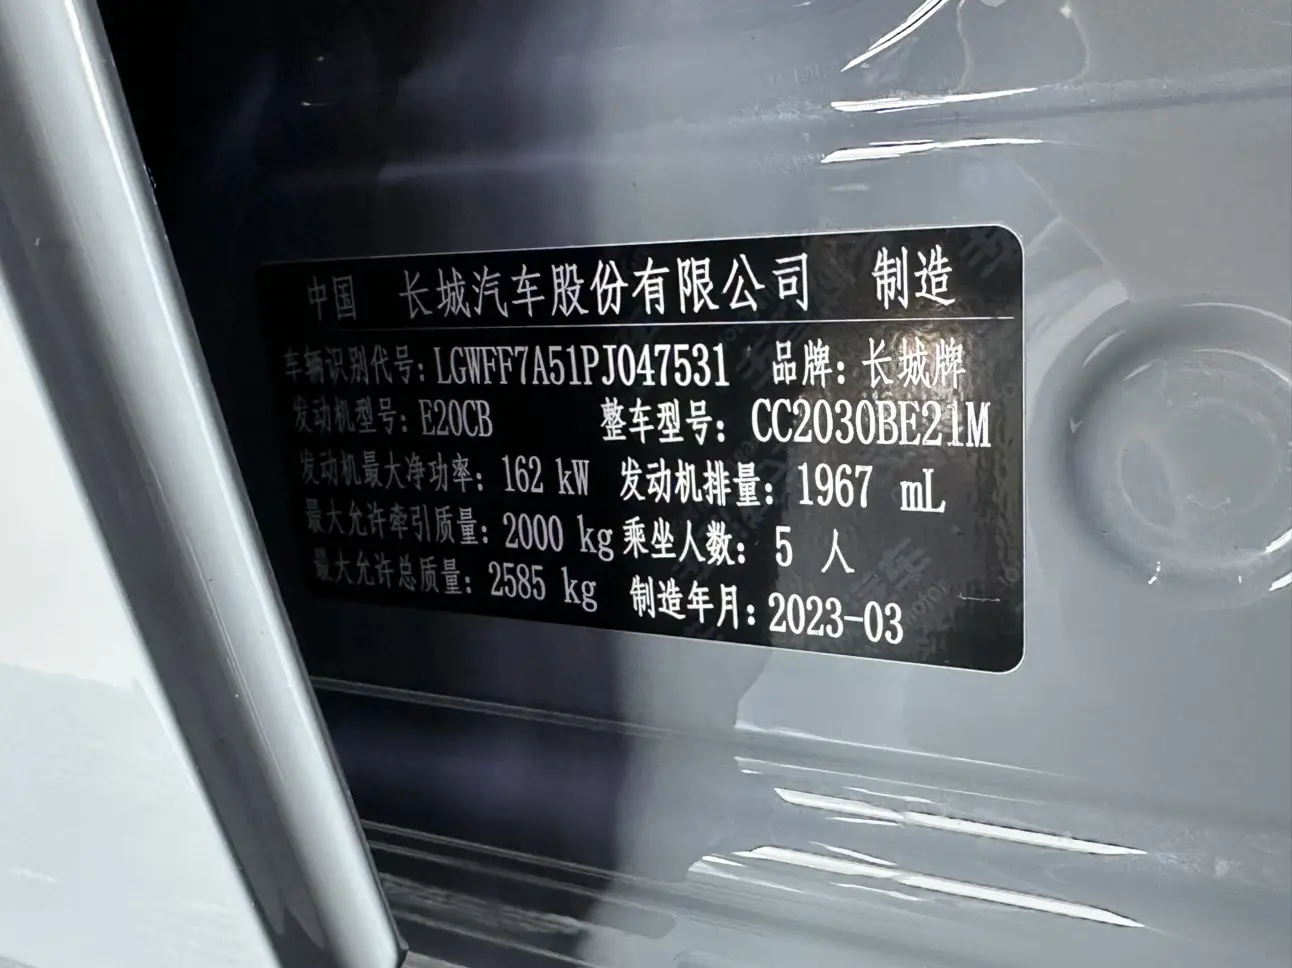 中国 长城汽车股份有限公司 制造
车辆识别代号: LGWFF7A51PJ047531 品牌: 长城牌
发动机型号: E20CB 整车型号: CC2030BE21M
发动机最大净功率: 162 kW 发动机排量: 1967 mL
最大允许牵引质量: 2000 kg 乘坐人数: 5 人
最大允许总质量: 2585 kg 制造年月: 2023-03